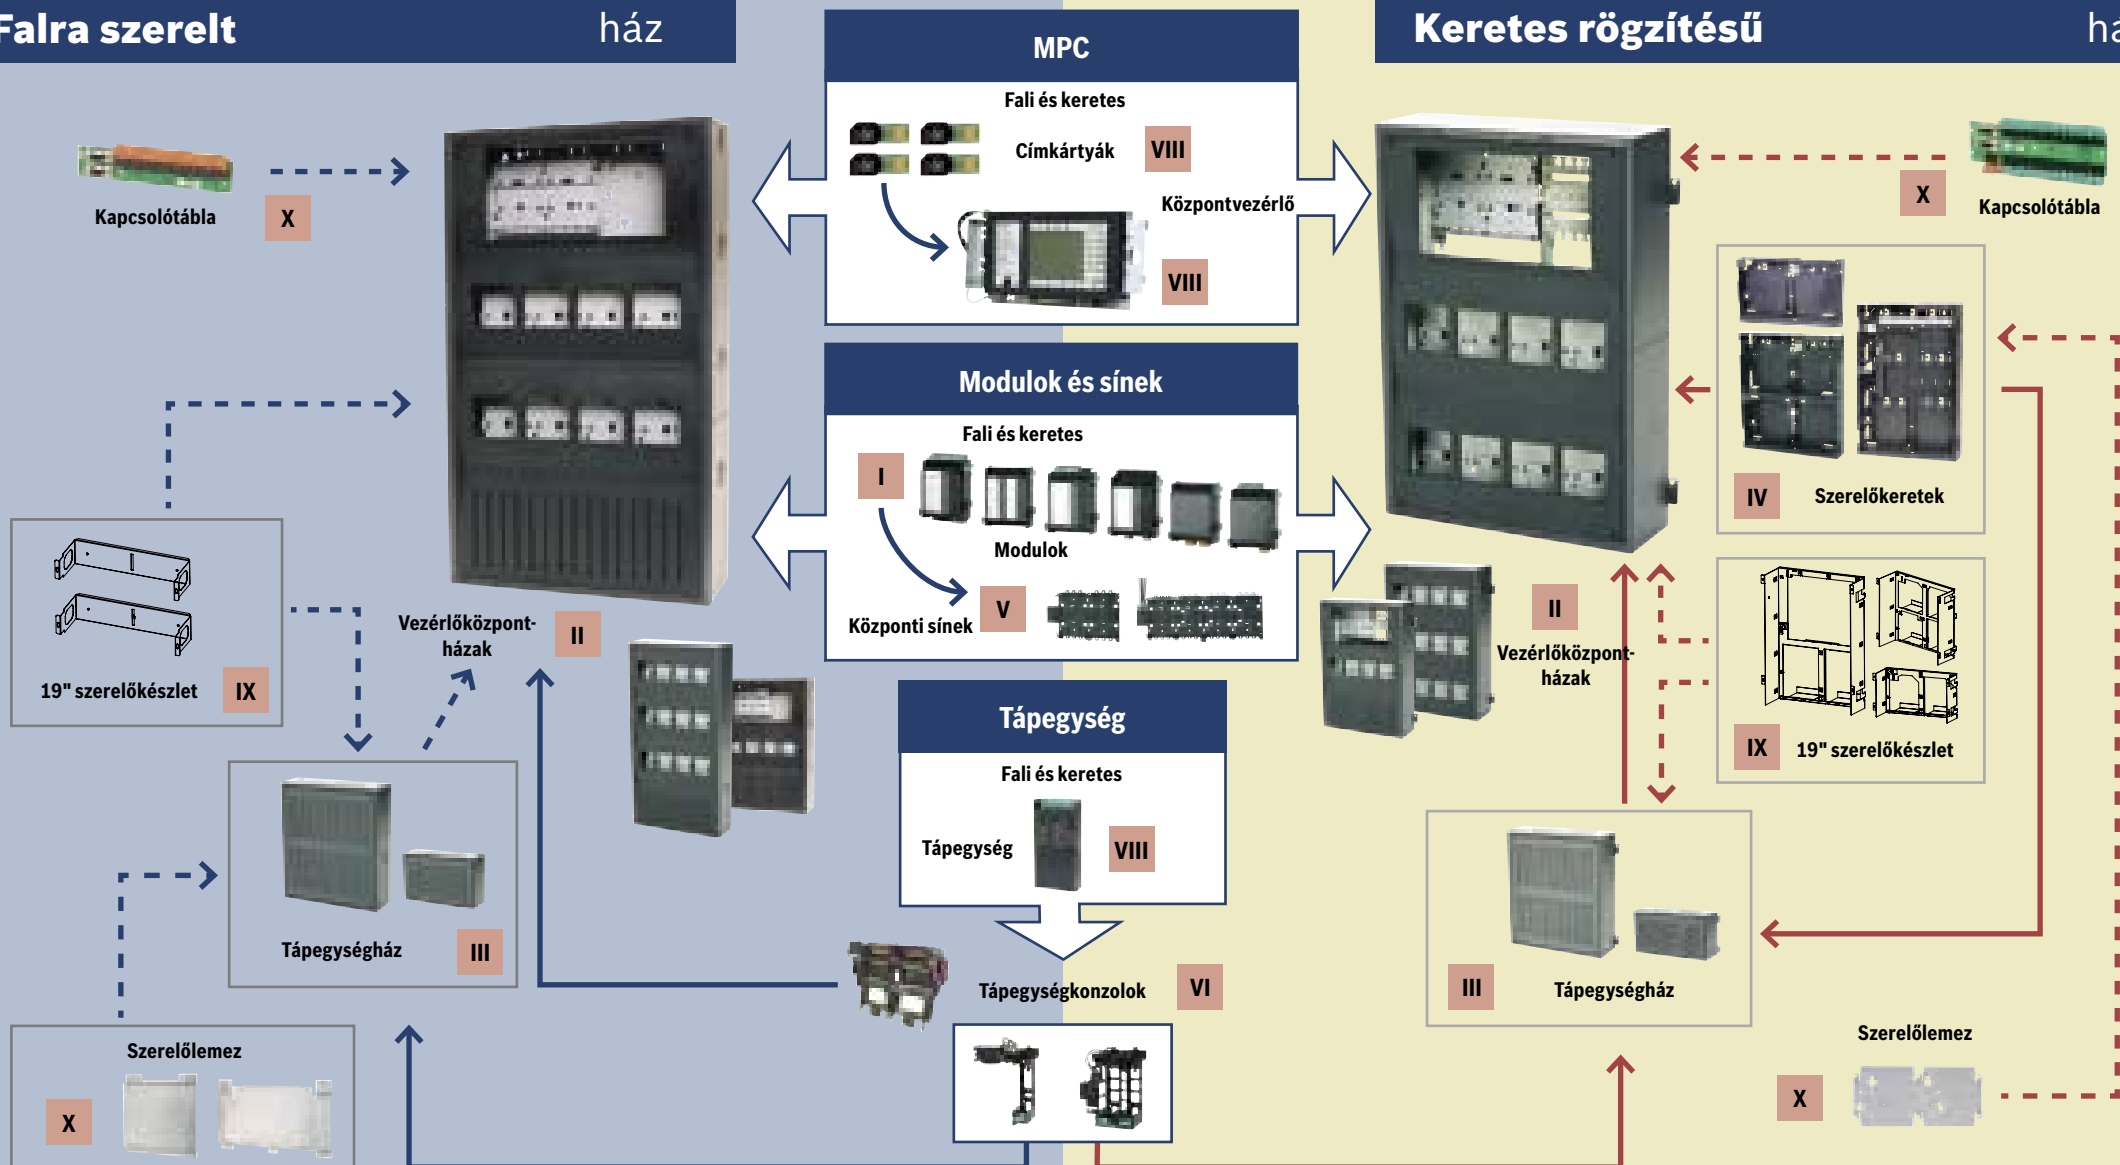 Falra szerelt ház
MPC
Keretes rögzítésű
Fali és keretes
Címkártyák VIII
Központvezérlő
VIII
Kapcsolótábla X
X Kapcsolótábla
Modulok és sínek
Fali és keretes
I
Modulok
Központi sínek V
IV Szerelőkeretek
19" szerelőkészlet IX
Vezérlőközpont-
házak
II
II
Vezérlőközpont-
házak
IX 19" szerelőkészlet
Tápegység
Fali és keretes
Tápegység VIII
Tápegységház III
Tápegységkonzolok VI
III Tápegységház
Szerelőlemez
X
Szerelőlemez
X